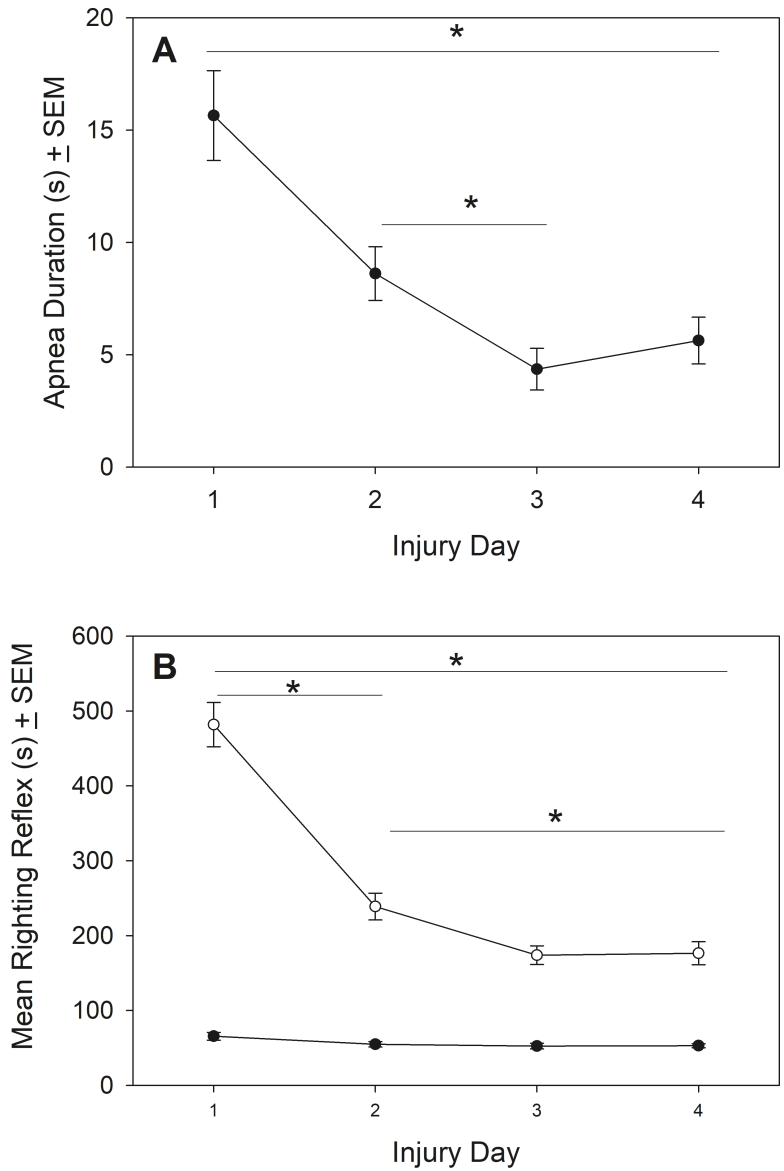 A
*
*
Apnea Duration (s) ± SEM
20
15
10
5
0
1 2 3 4
Injury Day
B
*
*
*
Mean Righting Reflex (s) ± SEM
600
500
400
300
200
100
0
1 2 3 4
Injury Day